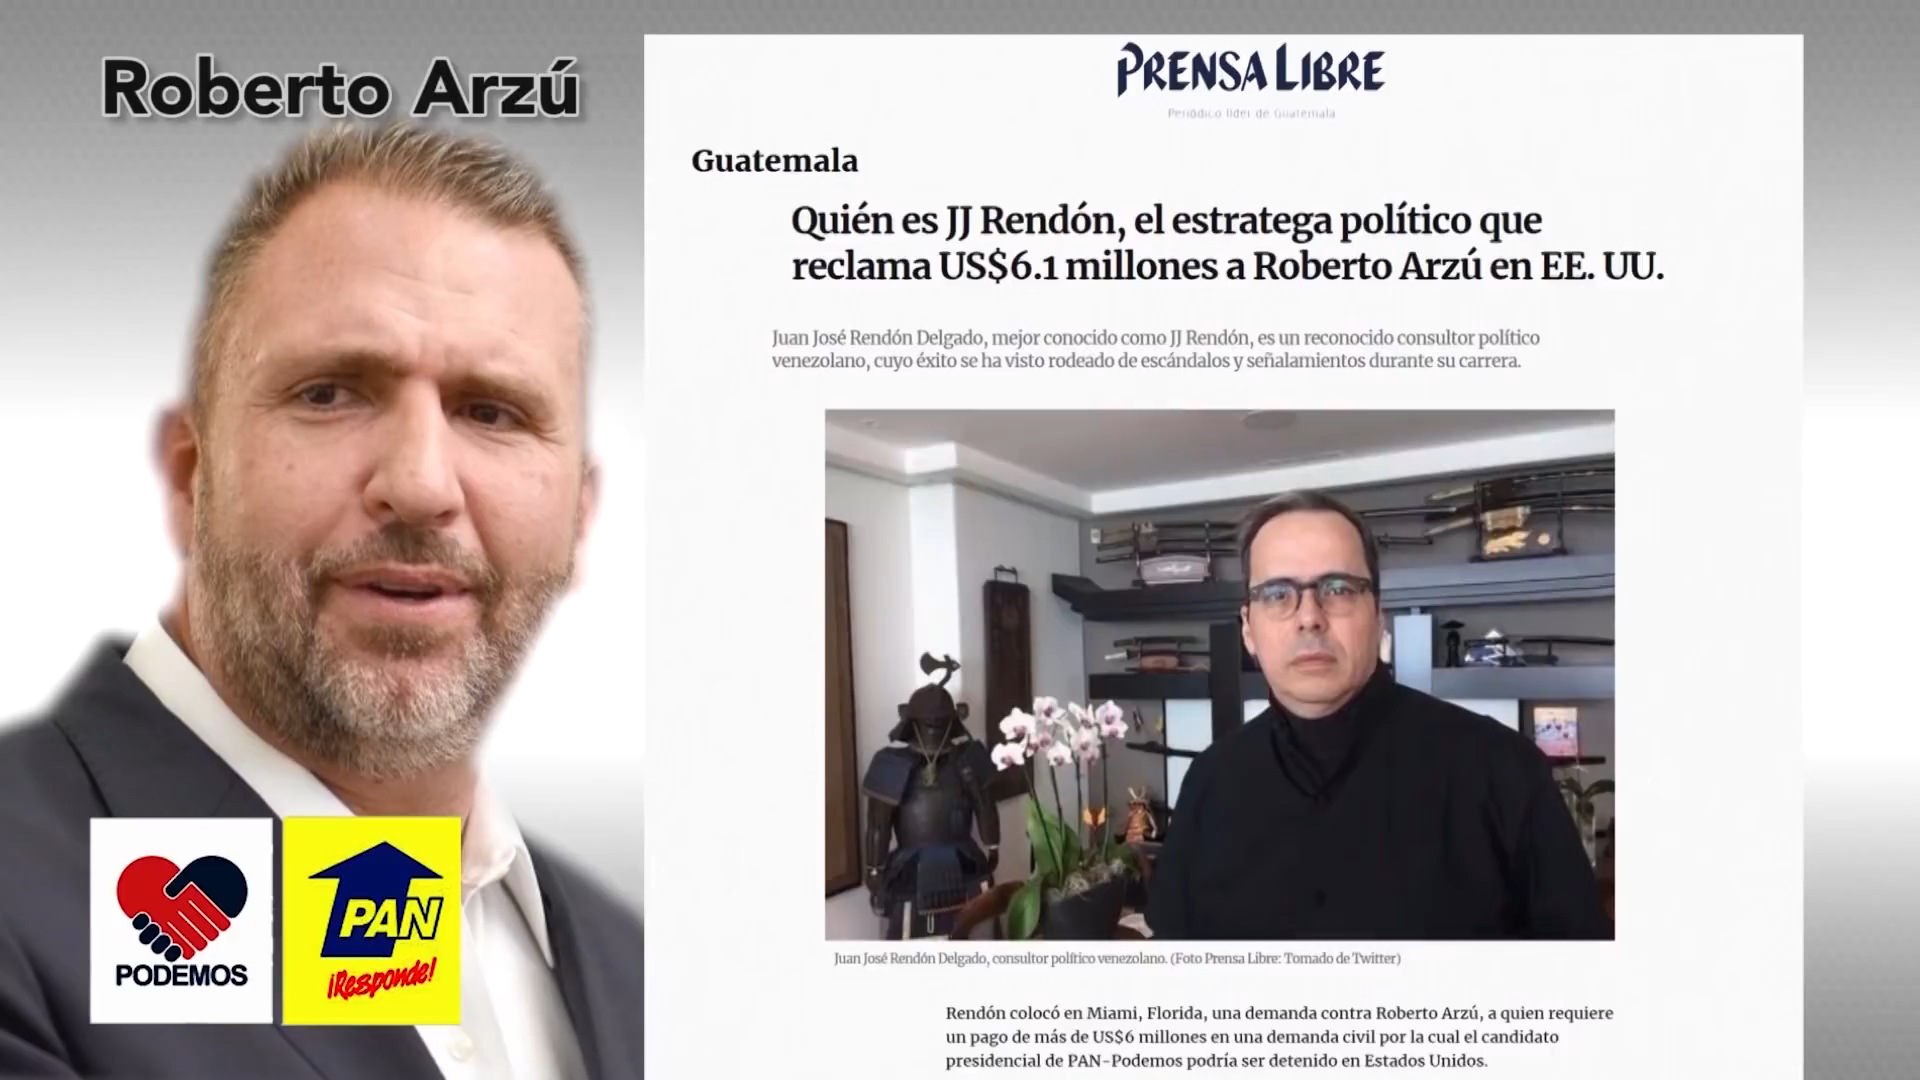 Roberto Arzú
PODEMOS
PAN
¡Responde!
PRENSA LIBRE
Periódico líder de Guatemala
Guatemala
Quién es JJ Rendón, el estratega político que
reclama US$6.1 millones a Roberto Arzú en EE. UU.
Juan José Rendón Delgado, mejor conocido como JJ Rendón, es un reconocido consultor político
venezolano, cuyo éxito se ha visto rodeado de escándalos y señalamientos durante su carrera.
Juan José Rendón Delgado, consultor político venezolano. (Foto Prensa Libre: Tomado de Twitter)
Rendón colocó en Miami, Florida, una demanda contra Roberto Arzú, a quien requiere
un pago de más de US$6 millones en una demanda civil por la cual el candidato
presidencial de PAN-Podemos podría ser detenido en Estados Unidos.